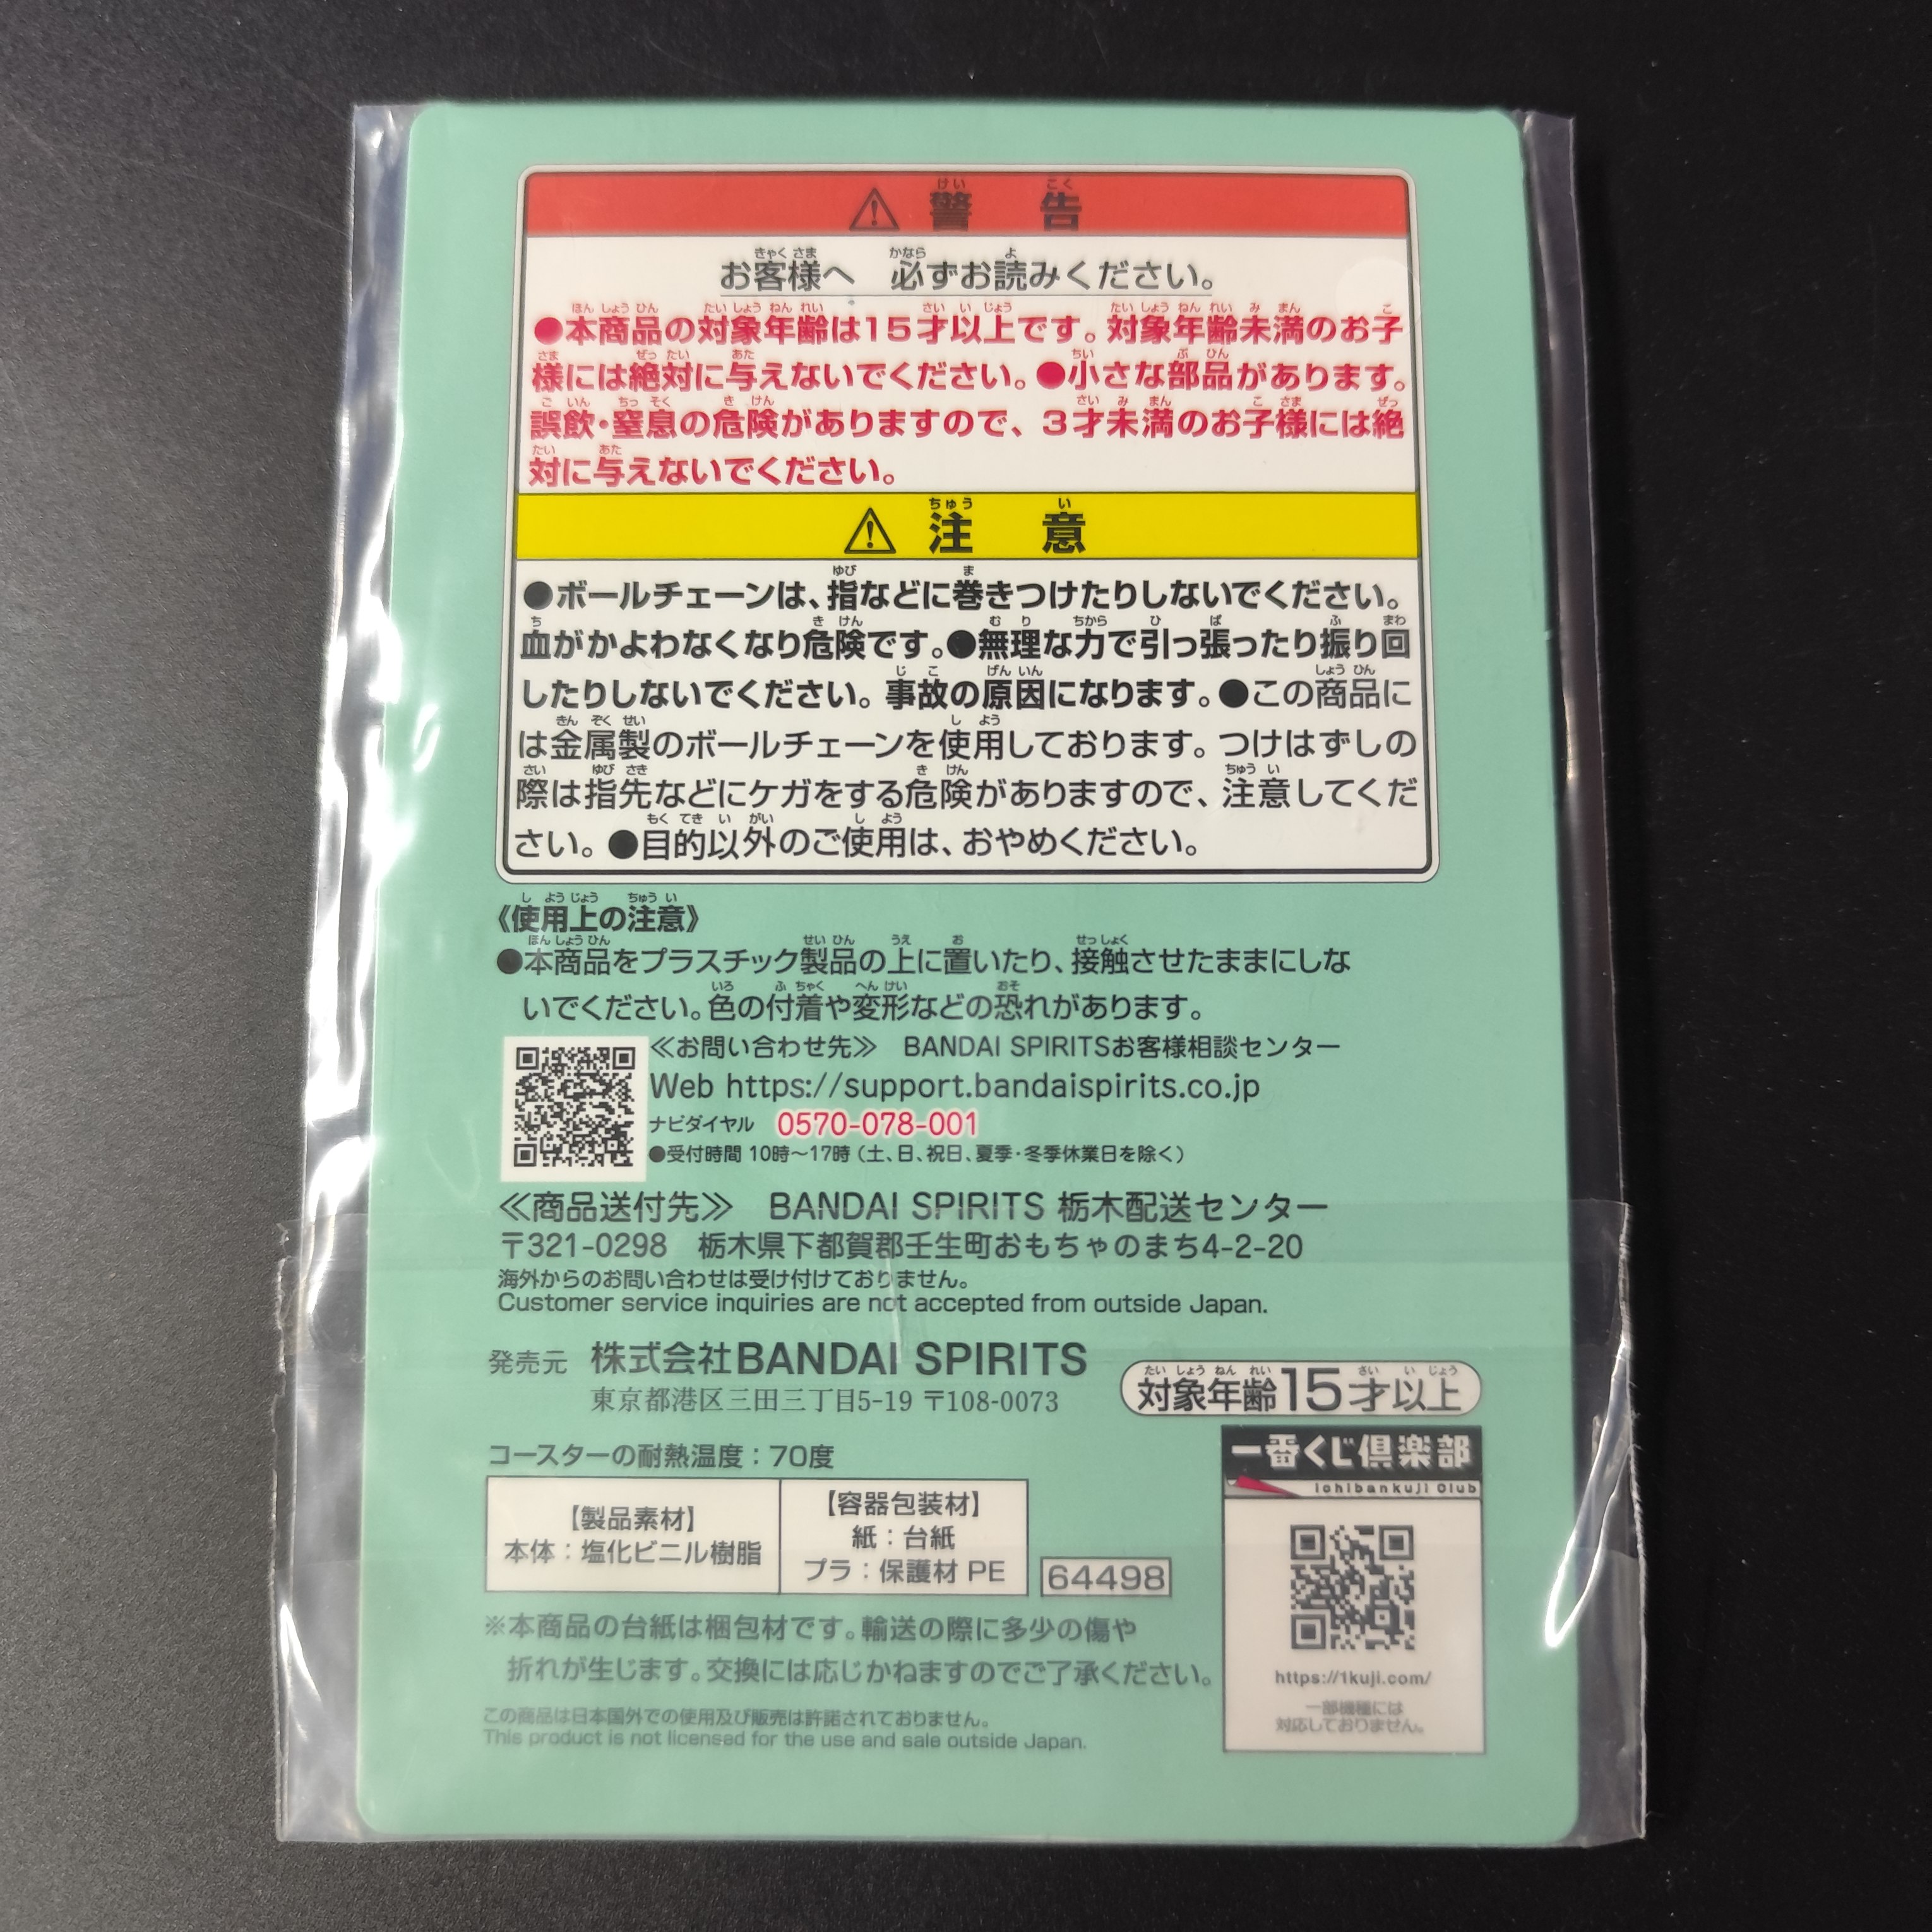 ⚠ 警告
お客様へ 必ずお読みください。
●本商品の対象年齢は15才以上です。対象年齢未満のお子
様には絶対に与えないでください。●小さな部品があります。
誤飲・窒息の危険がありますので、3才未満のお子様には絶
対に与えないでください。
⚠ 注意
●ボールチェーンは、指などに巻きつけたりしないでください。
血がかよわなくなり危険です。●無理な力で引っ張ったり振り回
したりしないでください。事故の原因になります。●この商品に
は金属製のボールチェーンを使用しております。つけはずしの
際は指先などにケガをする危険がありますので、注意してくだ
さい。●目的以外のご使用は、おやめください。
《使用上の注意》
●本商品をプラスチック製品の上に置いたり、接触させたままにしな
いでください。色の付着や変形などの恐れがあります。
≪お問い合わせ先≫ BANDAI SPIRITSお客様相談センター
Web https://support.bandaispirits.co.jp
ナビダイヤル 0570-078-001
●受付時間 10時～17時（土、日、祝日、夏季・冬季休業日を除く）
≪商品送付先≫ BANDAI SPIRITS 栃木配送センター
〒321-0298 栃木県下都賀郡壬生町おもちゃのまち4-2-20
海外からのお問い合わせは受け付けておりません。
Customer service inquiries are not accepted from outside Japan.
発売元 株式会社BANDAI SPIRITS
東京都港区三田三丁目5-19 〒108-0073
対象年齢15才以上
コースターの耐熱温度：70度
【製品素材】
本体：塩化ビニル樹脂
【容器包装材】
紙：台紙
プラ：保護材 PE
64498
一番くじ倶楽部
Ichibankuji Club
https://1kuji.com/
一部機種には
対応しておりません。
※本商品の台紙は梱包材です。輸送の際に多少の傷や
折れが生じます。交換には応じかねますのでご了承ください。
この商品は日本国外での使用及び販売は許諾されておりません。
This product is not licensed for the use and sale outside Japan.